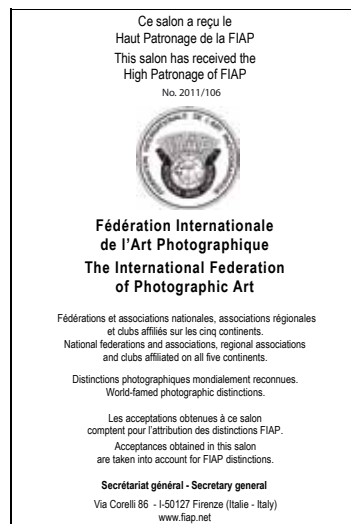 Ce salon a reçu le
Haut Patronage de la FIAP
This salon has received the
High Patronage of FIAP
No. 2011/106
Fédération Internationale
de l'Art Photographique
The International Federation
of Photographic Art
Fédérations et associations nationales, associations régionales
et clubs affiliés sur les cinq continents.
National federations and associations, regional associations
and clubs affiliated on all five continents.
Distinctions photographiques mondialement reconnues.
World-famed photographic distinctions.
Les acceptations obtenues à ce salon
comptent pour l'attribution des distinctions FIAP.
Acceptances obtained in this salon
are taken into account for FIAP distinctions.
Secrétariat général - Secretary general
Via Corelli 86 - I-50127 Firenze (Italie - Italy)
www.fiap.net